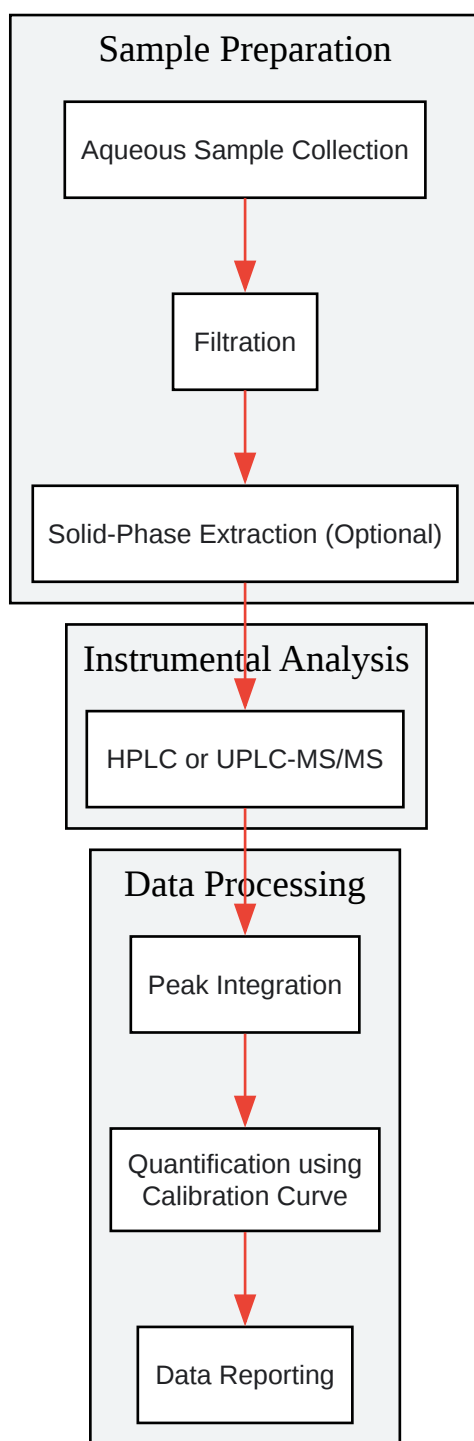 Sample Preparation
Aqueous Sample Collection
Filtration
Solid-Phase Extraction (Optional)
Instrumental Analysis
HPLC or UPLC-MS/MS
Data Processing
Peak Integration
Quantification using
Calibration Curve
Data Reporting